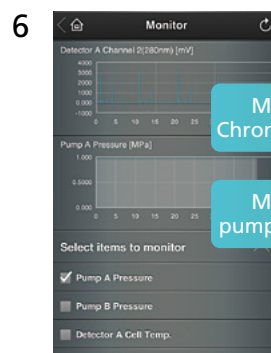 6
Monitor
Detector A Channel 2(280nm) [mV]
4000
3000
2000
1000
0.000
-1000
0 5 10 15 20 25
M
Chrom
Pump A Pressure [MPa]
1.000
0.5000
0.000
0 5 10 15 20 25
M
pump
Select items to monitor
Pump A Pressure
Pump B Pressure
Detector A Cell Temp.